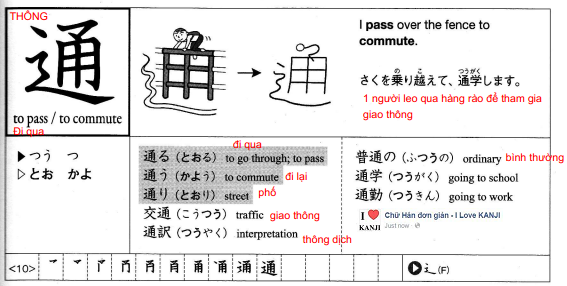 THÔNG
通
to pass / to commute
Đi qua
I pass over the fence to
commute.
さくを乗り越えて、通学します。
の こ つうがく
1 người leo qua hàng rào để tham gia
giao thông
▶つう つ
▷とお かよ
đi qua
通る（とおる） to go through; to pass
通う（かよう） to commute đi lại
通り（とおり） street phố
交通（こうつう） traffic giao thông
通訳（つうやく） interpretation thông dịch
普通の（ふつうの） ordinary bình thường
通学（つうがく） going to school
通勤（つうきん） going to work
I ❤ KANJI
Chữ Hán đơn giản - I Love KANJI
Just now
<10>
甬 通 通
(F)